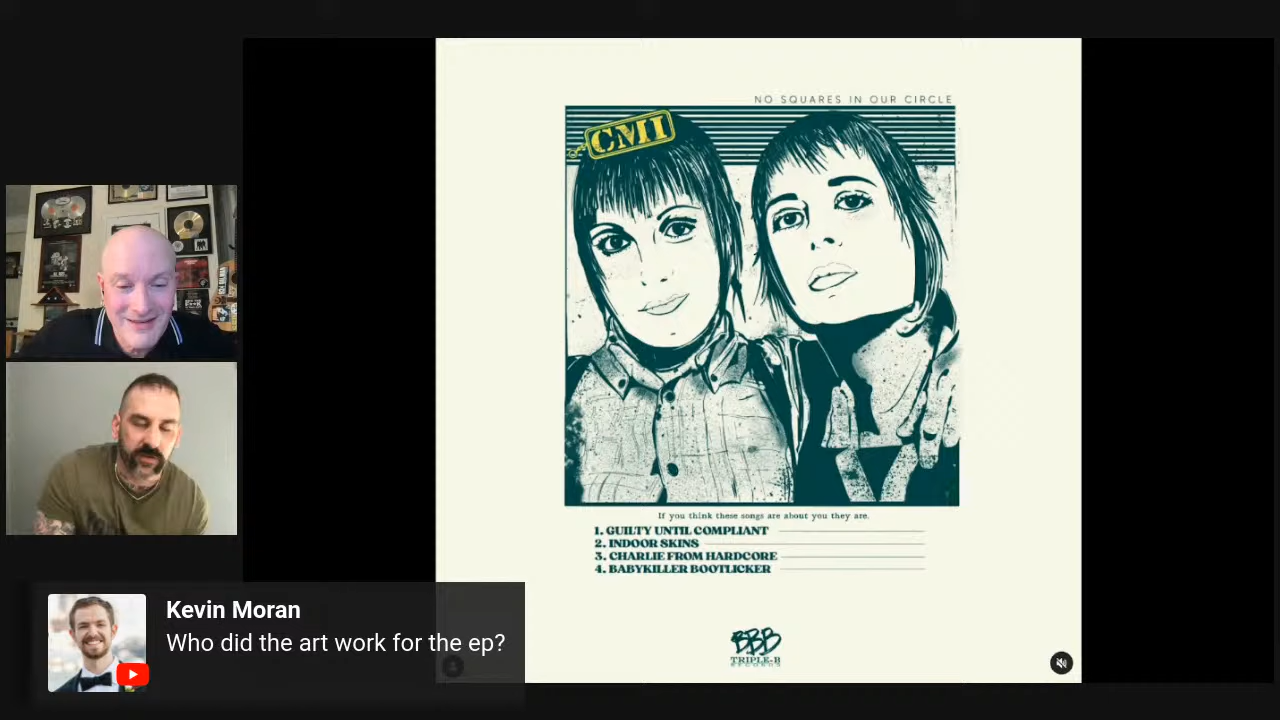 NO SQUARES IN OUR CIRCLE
CMI
If you think these songs are about you they are.
1. GUILTY UNTIL COMPLIANT
2. INDOOR SKINS
3. CHARLIE FROM HARDCORE
4. BABYKILLER BOOTLICKER
BBB
TRIPLE-B
RECORDS
Kevin Moran
Who did the art work for the ep?